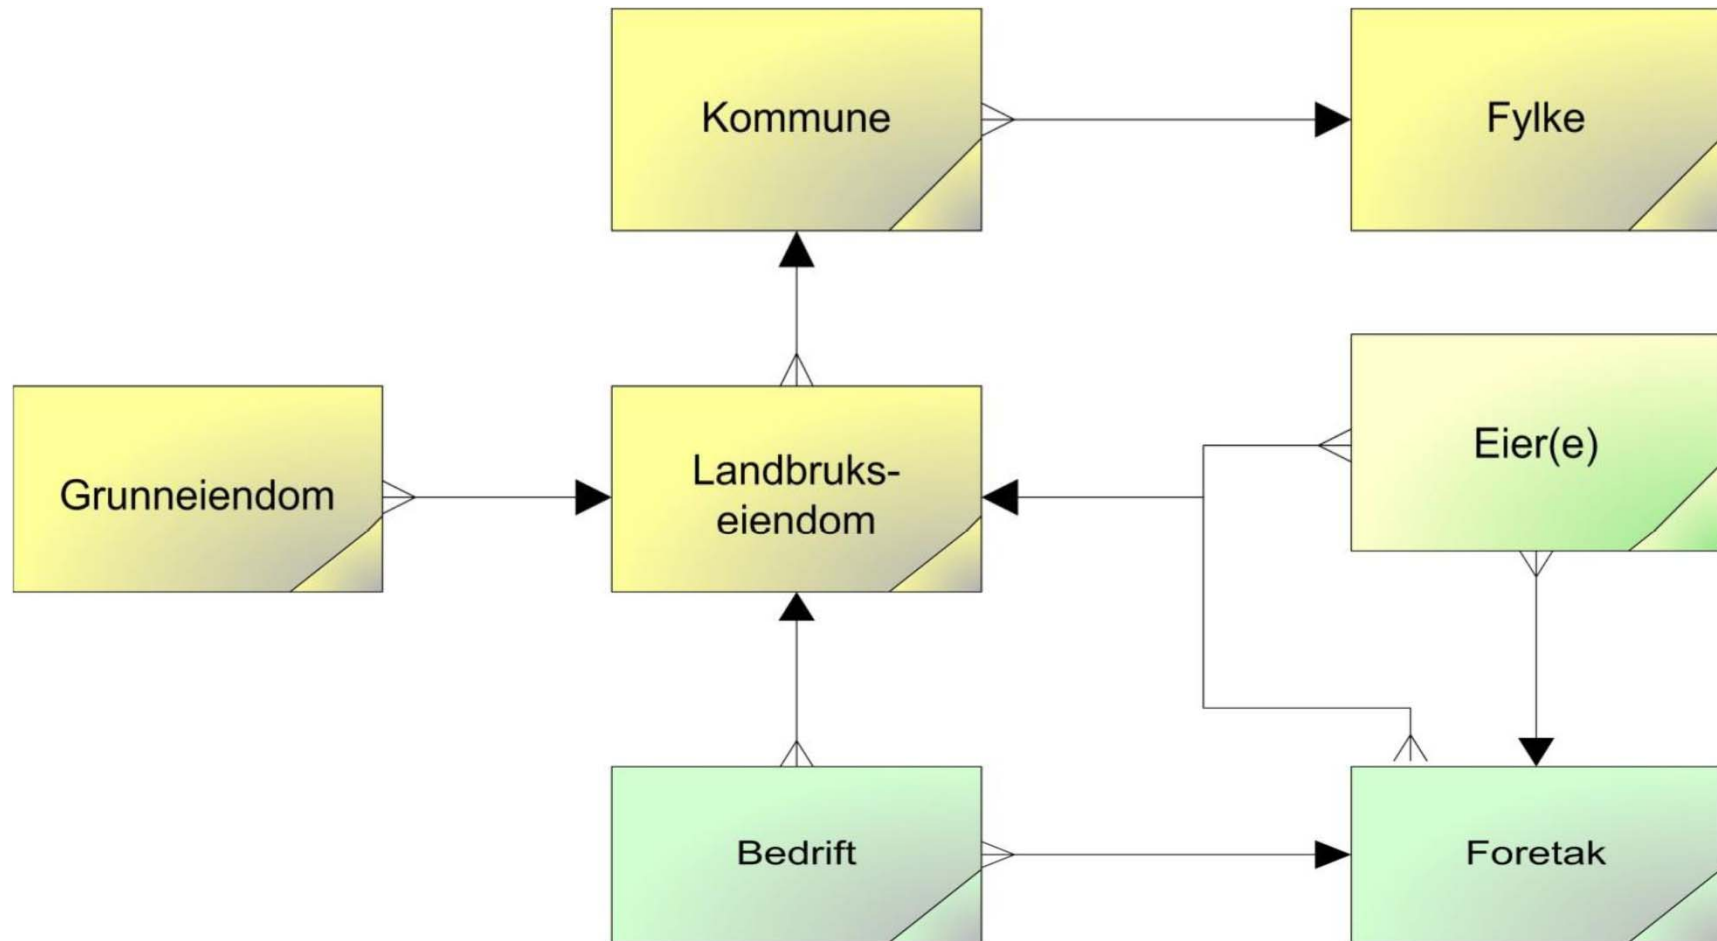 Kommune
Fylke
Grunneiendom
Landbruks-
eiendom
Eier(e)
Bedrift
Foretak